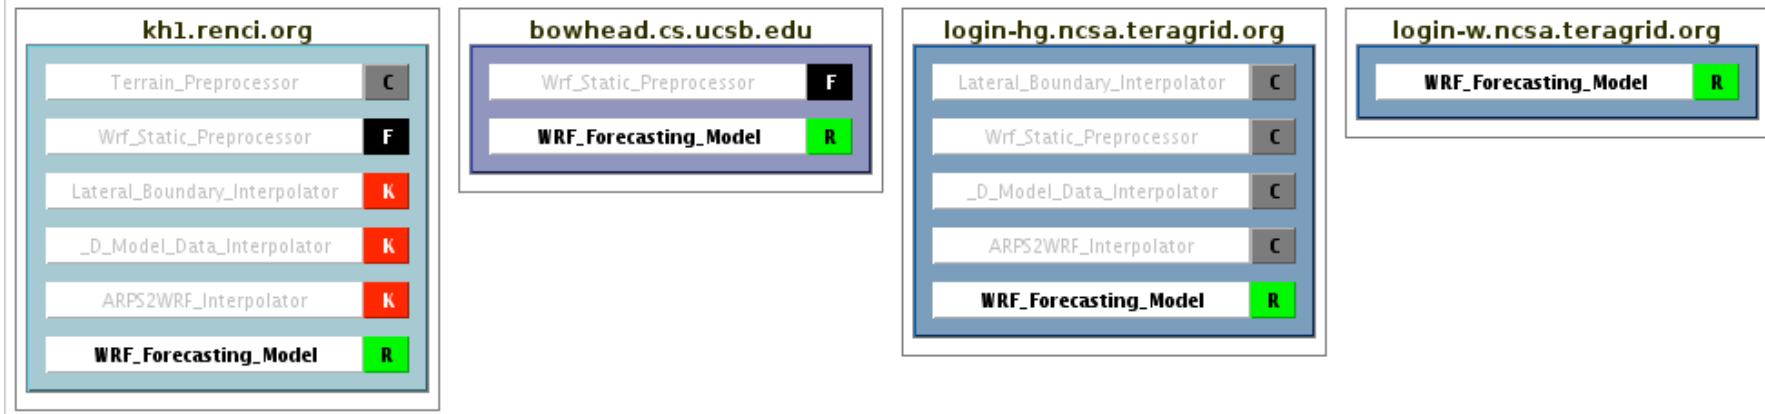 kh1.renci.org
Terrain_Preprocessor C
Wrf_Static_Preprocessor F
Lateral_Boundary_Interpolator K
_D_Model_Data_Interpolator K
ARPS2WRF_Interpolator K
WRF_Forecasting_Model R
bowhead.cs.ucsb.edu
Wrf_Static_Preprocessor F
WRF_Forecasting_Model R
login-hg.ncsa.teragrid.org
Lateral_Boundary_Interpolator C
Wrf_Static_Preprocessor C
_D_Model_Data_Interpolator C
ARPS2WRF_Interpolator C
WRF_Forecasting_Model R
login-w.ncsa.teragrid.org
WRF_Forecasting_Model R